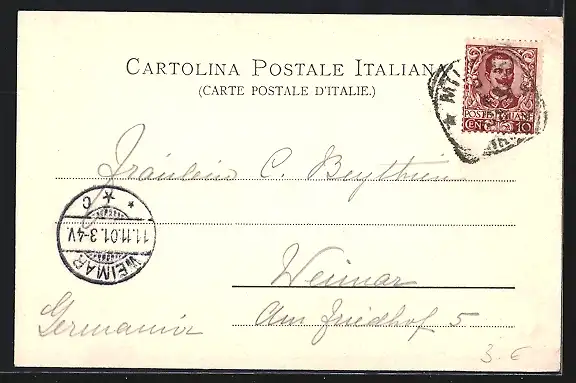 CARTOLINA POSTALE ITALIANA
(CARTE POSTALE D'ITALIE.)
POSTE ITALIANE
CENT. 10
Fräulein C. Beythien
WEIMAR
11.11.01.3-4V.
* C *
Weimar
Germania
Am Friedhof 5
3.€